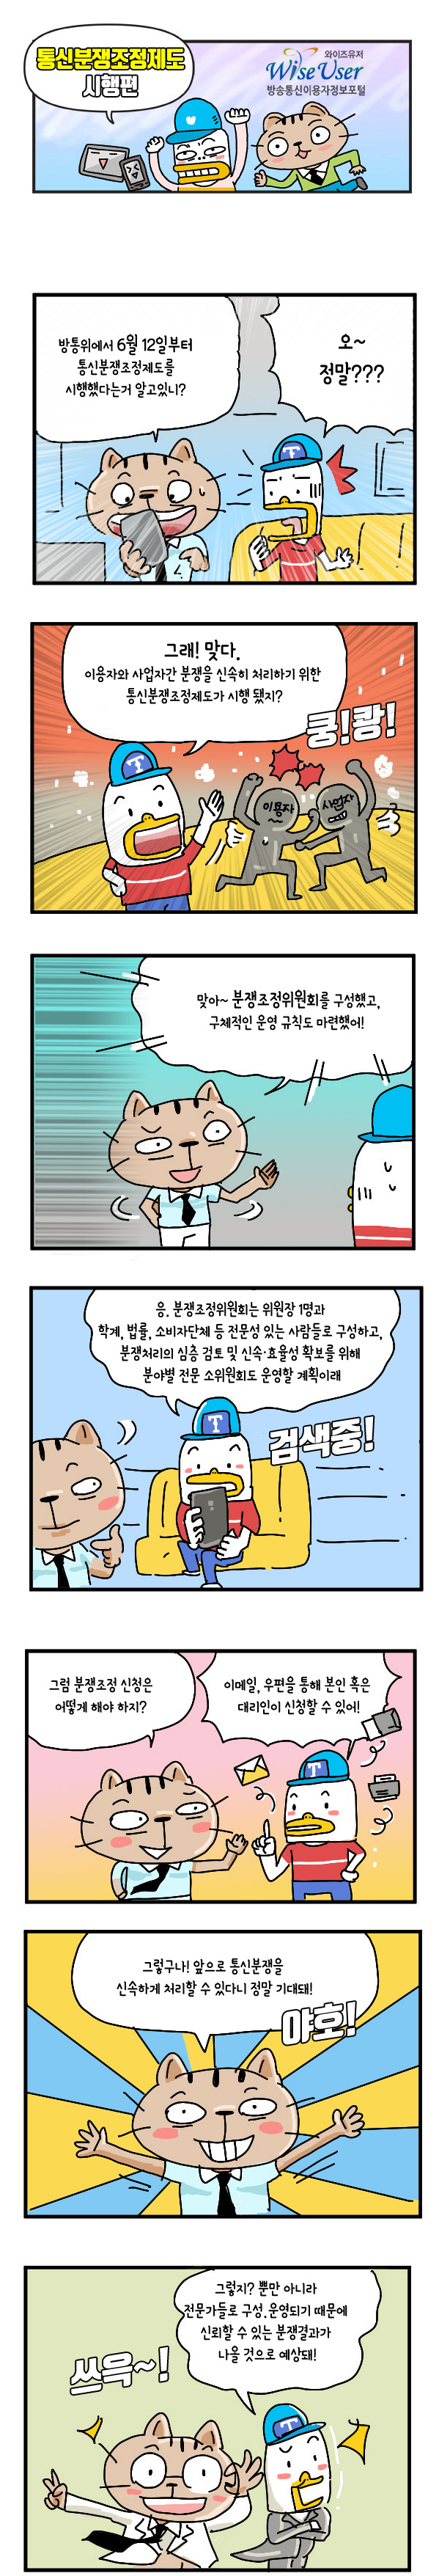 통신분쟁조정제도
시행편
와이즈유저
Wise User
방송통신이용자정보포털
방통위에서 6월 12일부터
통신분쟁조정제도를
시행했다는거 알고있니?
오~
정말???
T
그래! 맞다.
이용자와 사업자간 분쟁을 신속히 처리하기 위한
통신분쟁조정제도가 시행 됐지?
쿵!쾅!
T
이용자
사업자
맞아~ 분쟁조정위원회를 구성했고,
구체적인 운영 규칙도 마련했어!
응. 분쟁조정위원회는 위원장 1명과
학계, 법률, 소비자단체 등 전문성 있는 사람들로 구성하고,
분쟁처리의 심층 검토 및 신속·효율성 확보를 위해
분야별 전문 소위원회도 운영할 계획이래
T
검색중!
그럼 분쟁조정 신청은
어떻게 해야 하지?
이메일, 우편을 통해 본인 혹은
대리인이 신청할 수 있어!
T
그렇구나! 앞으로 통신분쟁을
신속하게 처리할 수 있다니 정말 기대돼!
야호!
그렇지? 뿐만 아니라
전문가들로 구성.운영되기 때문에
신뢰할 수 있는 분쟁결과가
나올 것으로 예상돼!
쓰윽~!
T